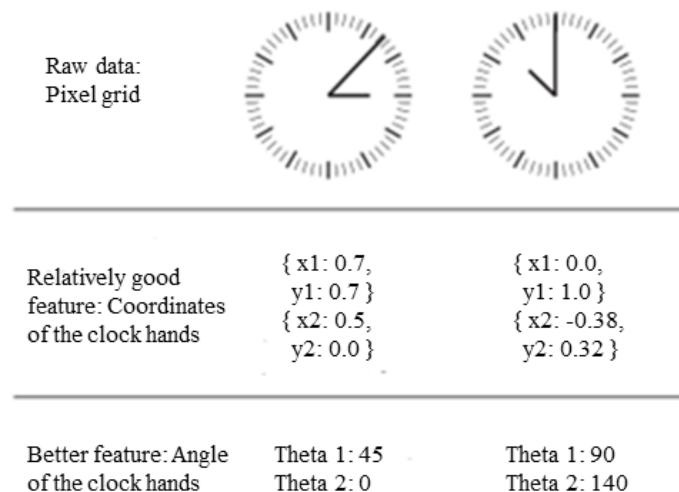 Raw data:
Pixel grid
Relatively good
feature: Coordinates
of the clock hands
{ x1: 0.7,
y1: 0.7 }
{ x2: 0.5,
y2: 0.0 }
{ x1: 0.0,
y1: 1.0 }
{ x2: -0.38,
y2: 0.32 }
Better feature: Angle
of the clock hands
Theta 1: 45
Theta 2: 0
Theta 1: 90
Theta 2: 140